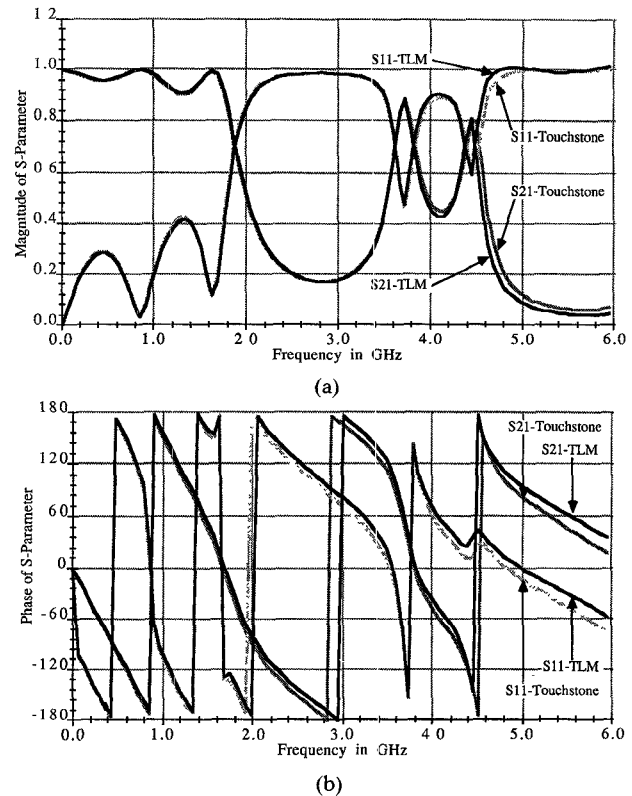 1 2
1.0
0.8
0.6
0.4
0.2
0.0
Magnitude of S-Parameter
S11-TLM
S11-Touchstone
S21-Touchstone
S21-TLM
0.0 1.0 2.0 3.0 4.0 5.0 6.0
Frequency in GHz
(a)
180
120
60
0
-60
-120
-180
Phase of S-Parameter
S21-Touchstone
S21-TLM
S11-TLM
S11-Touchstone
0.0 1 0 2.0 3 0 4 0 5.0 6.0
Frequency in GHz
(b)